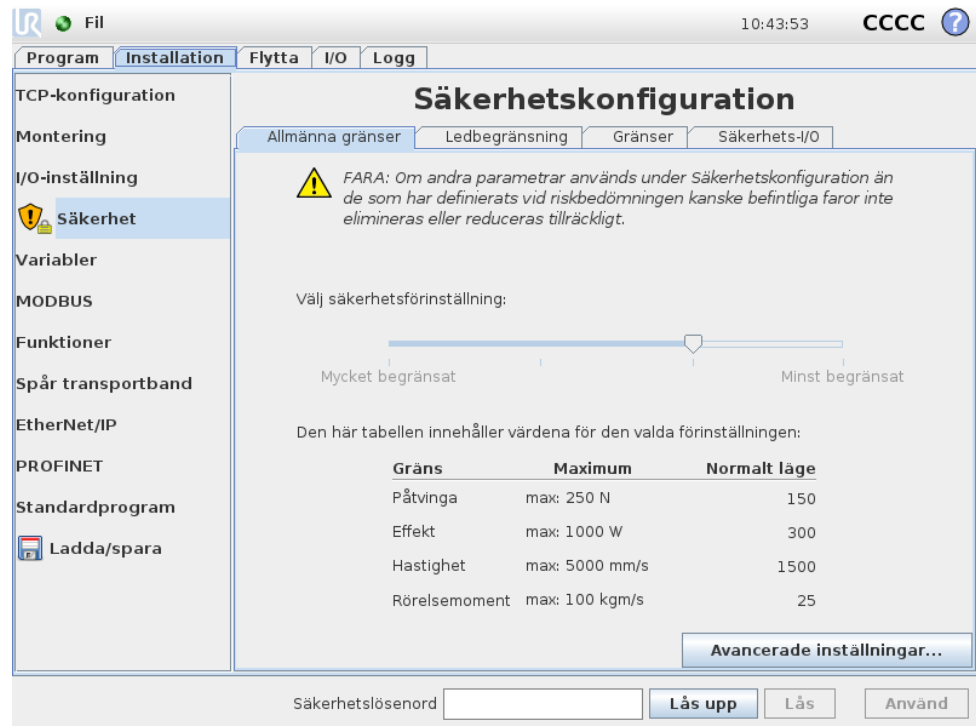 UR Fil 10:43:53 CCCC ?
Program Installation Flytta I/O Logg
TCP-konfiguration
Montering
I/O-inställning
Säkerhet
Variabler
MODBUS
Funktioner
Spår transportband
EtherNet/IP
PROFINET
Standardprogram
Ladda/spara
Säkerhetskonfiguration
Allmänna gränser Ledbegränsning Gränser Säkerhets-I/O
FARA: Om andra parametrar används under Säkerhetskonfiguration än
de som har definierats vid riskbedömningen kanske befintliga faror inte
elimineras eller reduceras tillräckligt.
Välj säkerhetsförinställning:
Mycket begränsat Minst begränsat
Den här tabellen innehåller värdena för den valda förinställningen:
Gräns Maximum Normalt läge
Påtvinga max: 250 N 150
Effekt max: 1000 W 300
Hastighet max: 5000 mm/s 1500
Rörelsemoment max: 100 kgm/s 25
Avancerade inställningar...
Säkerhetslösenord Lås upp Lås Använd